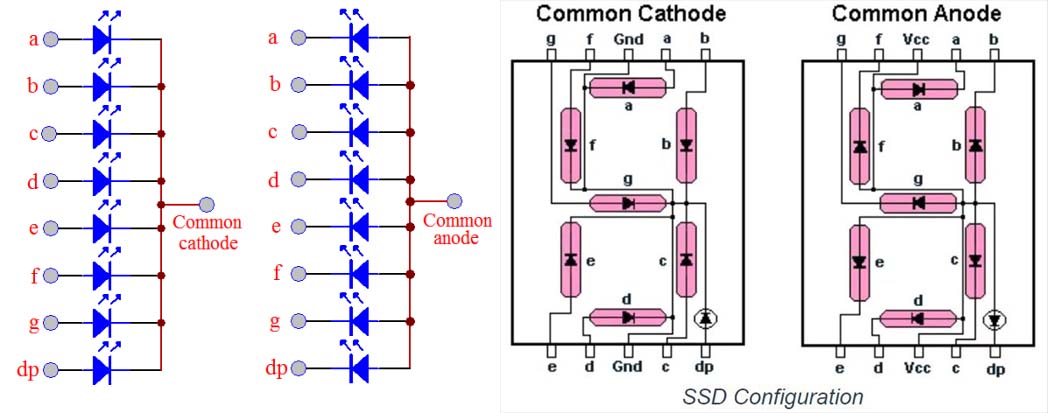 a
b
c
d
e
f
g
dp
Common
cathode
a
b
c
d
e
f
g
dp
Common
anode
Common Cathode
g f Gnd a b
a
f b
g
e c
d
e d Gnd c dp
Common Anode
g f Vcc a b
a
f b
g
e c
d
e d Vcc c dp
SSD Configuration